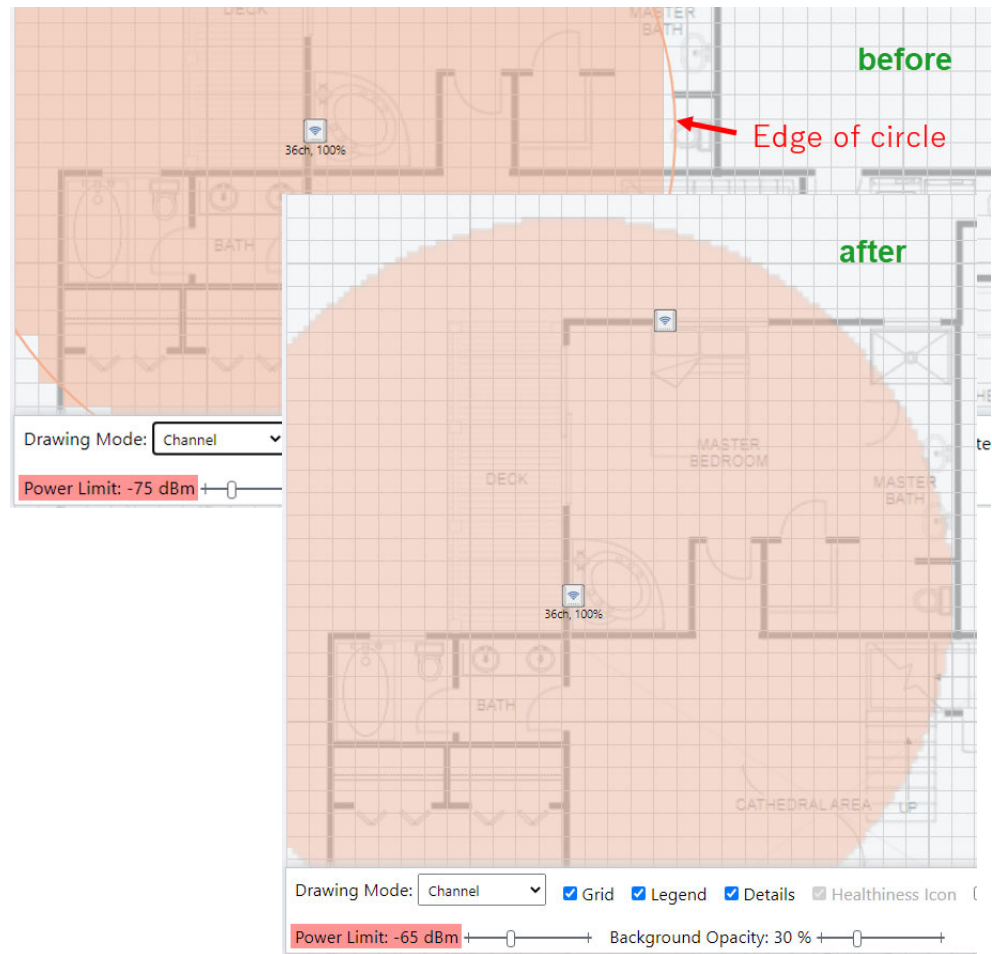 DECK
MASTER
BATH
before
Edge of circle
36ch, 100%
BATH
Drawing Mode: Channel
Power Limit: -75 dBm
after
MASTER
BEDROOM
DECK
MASTER
BATH
36ch, 100%
BATH
CATHEDRAL AREA
UP
Drawing Mode: Channel Grid Legend Details Healthiness Icon
Power Limit: -65 dBm Background Opacity: 30 %